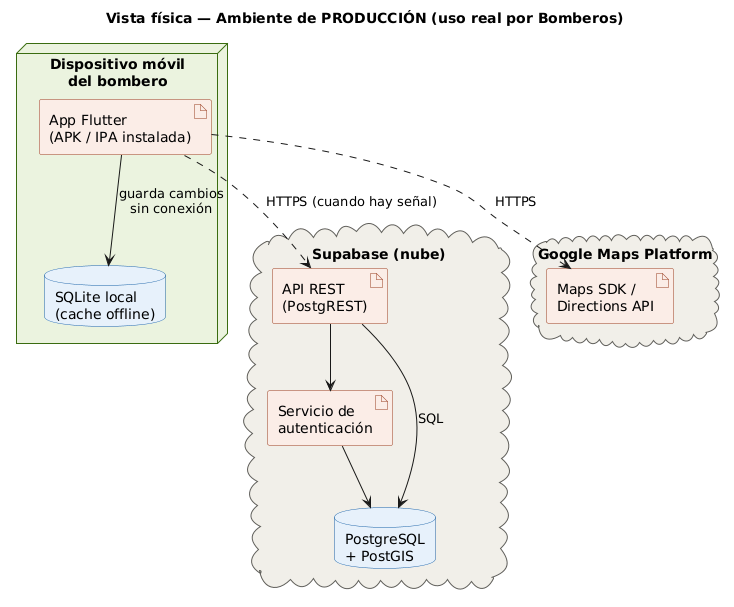 Vista física — Ambiente de PRODUCCIÓN (uso real por Bomberos)
Dispositivo móvil
del bombero
App Flutter
(APK / IPA instalada)
guarda cambios
sin conexión
HTTPS (cuando hay señal)
HTTPS
SQLite local
(cache offline)
Supabase (nube)
API REST
(PostgREST)
Google Maps Platform
Maps SDK /
Directions API
Servicio de
autenticación
SQL
PostgreSQL
+ PostGIS